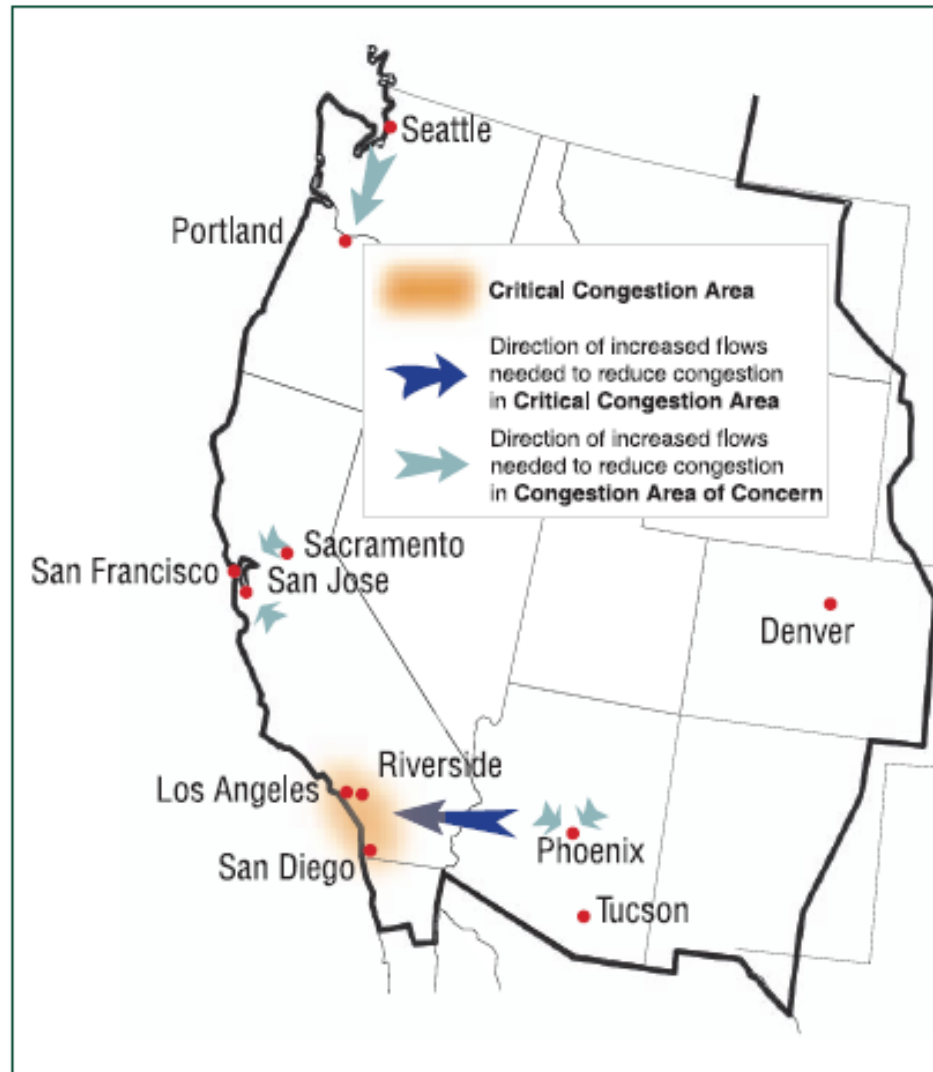 Seattle
Portland
Critical Congestion Area
Direction of increased flows
needed to reduce congestion
in Critical Congestion Area
Direction of increased flows
needed to reduce congestion
in Congestion Area of Concern
Sacramento
San Francisco
San Jose
Denver
Riverside
Los Angeles
Phoenix
San Diego
Tucson